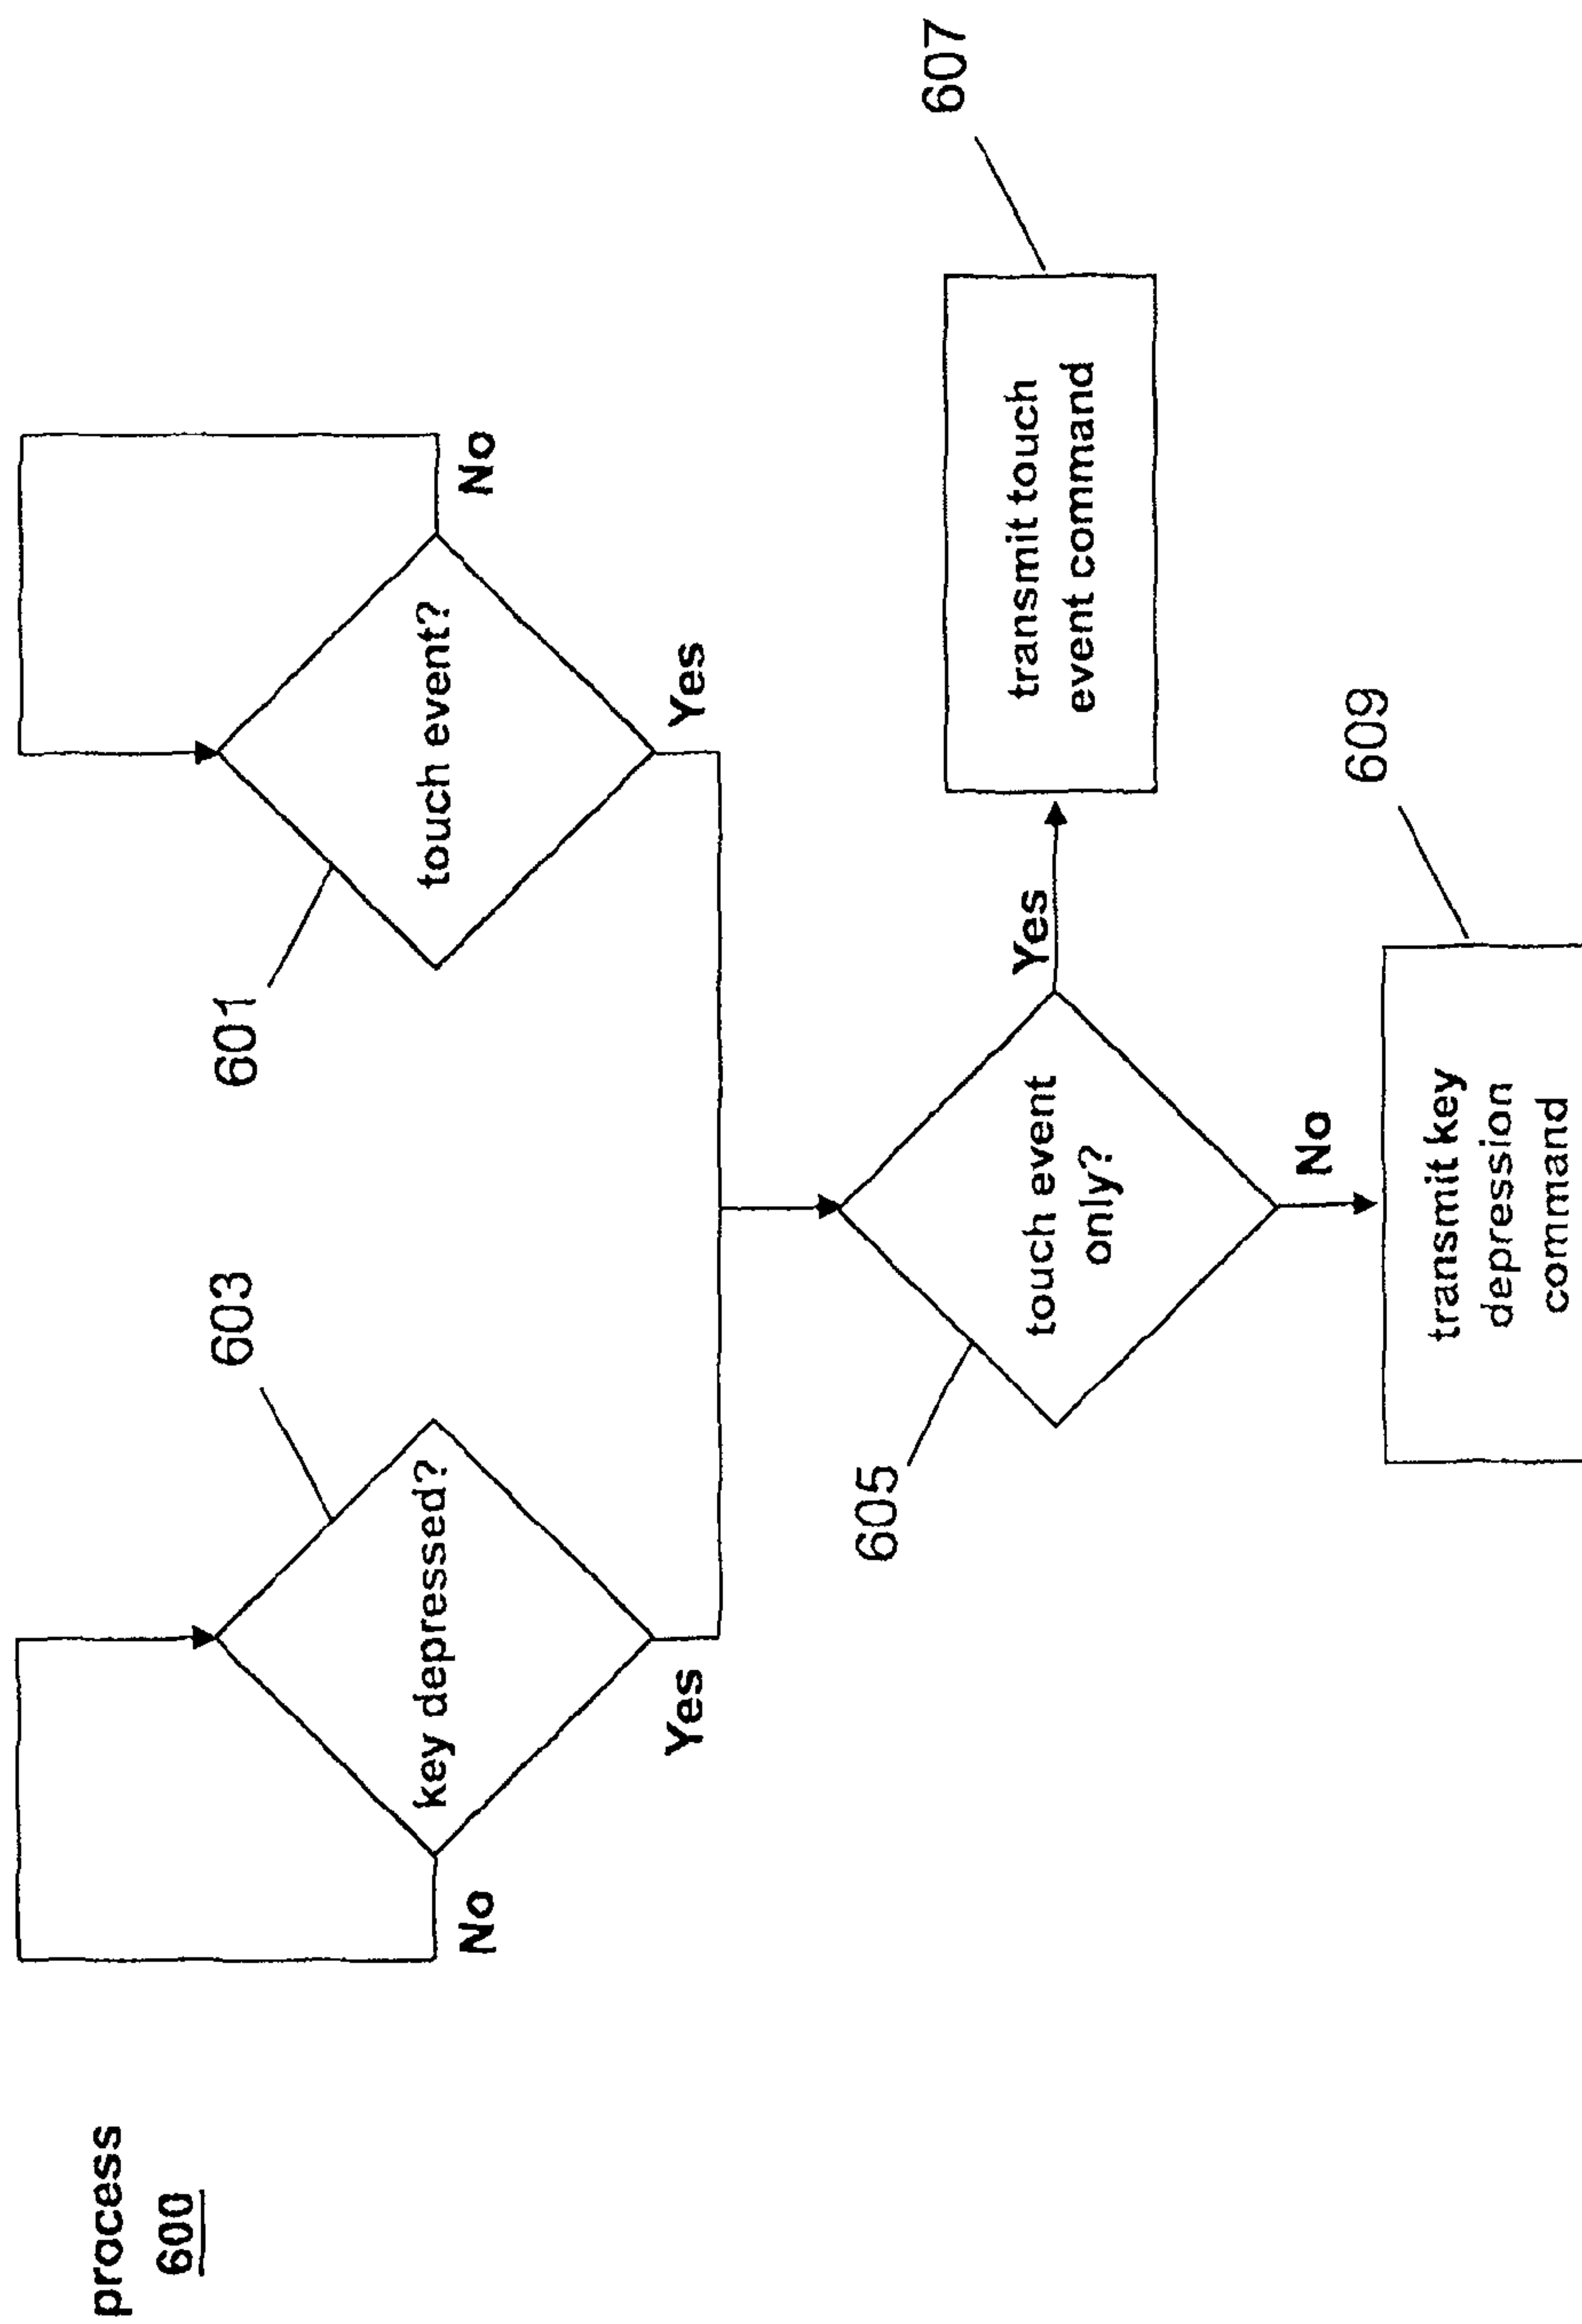 process
600
603
601
No
key depressed?
Yes
touch event?
No
Yes
605
touch event
only?
Yes
607
transmit touch
event command
No
609
transmit key
depression
command